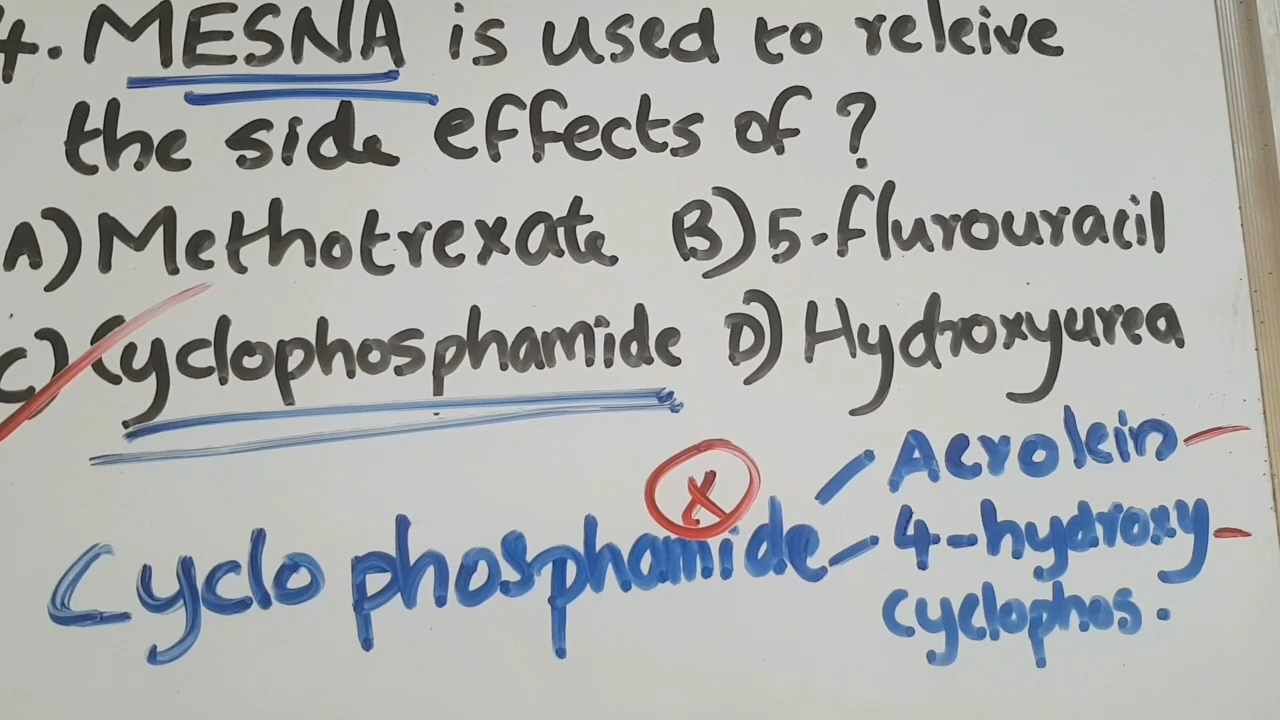 4. MESNA is used to releive
the side effects of ?
A) Methotrexate B) 5-flurouracil
C) Cyclophosphamide D) Hydroxyurea
Acrolein
Cyclophosphamide X 4-hydroxy
cyclophos.